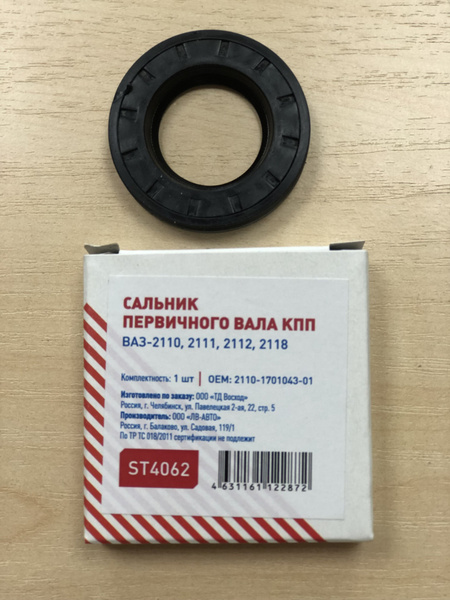 САЛЬНИК
ПЕРВИЧНОГО ВАЛА КПП
ВАЗ-2110, 2111, 2112, 2118
Комплектность: 1 шт | OEM: 2110-1701043-01
Изготовлено по заказу: ООО «ТД Восход»
Россия, г. Челябинск, ул. Павелецкая 2-ая, 22, стр. 5
Производитель: ООО «ЛВ-АВТО»
Россия, г. Балаково, ул. Садовая, 119/1
По ТР ТС 018/2011 сертификации не подлежит
ST4062
4 631161 122872